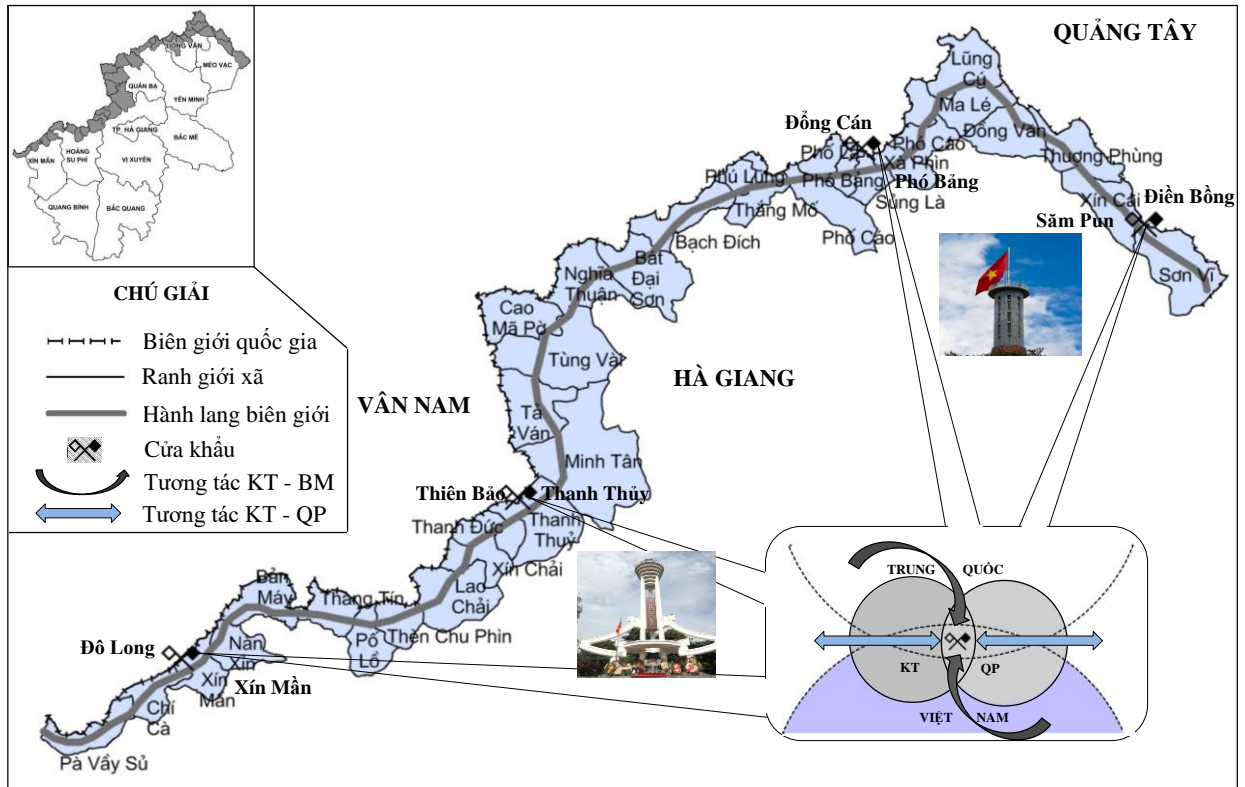 ĐỒNG VĂN
MÈO VẠC
QUẢN BẠ
YÊN MINH
TP. HÀ GIANG
BẮC MÊ
HOÀNG
SU PHÌ
XÍN MẦN
VỊ XUYÊN
QUANG BÌNH
BẮC QUANG
CHÚ GIẢI
Biên giới quốc gia
Ranh giới xã
Hành lang biên giới
Cửa khẩu
Tương tác KT - BM
Tương tác KT - QP
QUẢNG TÂY
VÂN NAM
HÀ GIANG
Lũng
Cú
Ma Lé
Đồng Văn
Đổng Cán
Phố Cáo
Xà Phìn
Thượng Phùng
Phú Lũng
Phó Bảng
Phó Bảng
Sủng Là
Xín Cái
Điền Bồng
Săm Pun
Thắng Mố
Phố Cáo
Bạch Đích
Sơn Vĩ
Bát
Đại
Sơn
Nghĩa
Thuận
Cao
Mã Pờ
Tùng Vài
Tả
Ván
Minh Tân
Thiên Bảo
Thanh Thủy
Thanh Đức
Thanh
Thuỷ
Xín Chải
Lao
Chải
Bản
Máy
Thàng Tín
Pố
Lồ
Thèn Chu Phìn
Nàn
Xỉn
Đô Long
Xín Mần
Xín
Mần
Chí
Cà
Pà Vầy Sủ
TRUNG QUỐC
KT QP
VIỆT NAM